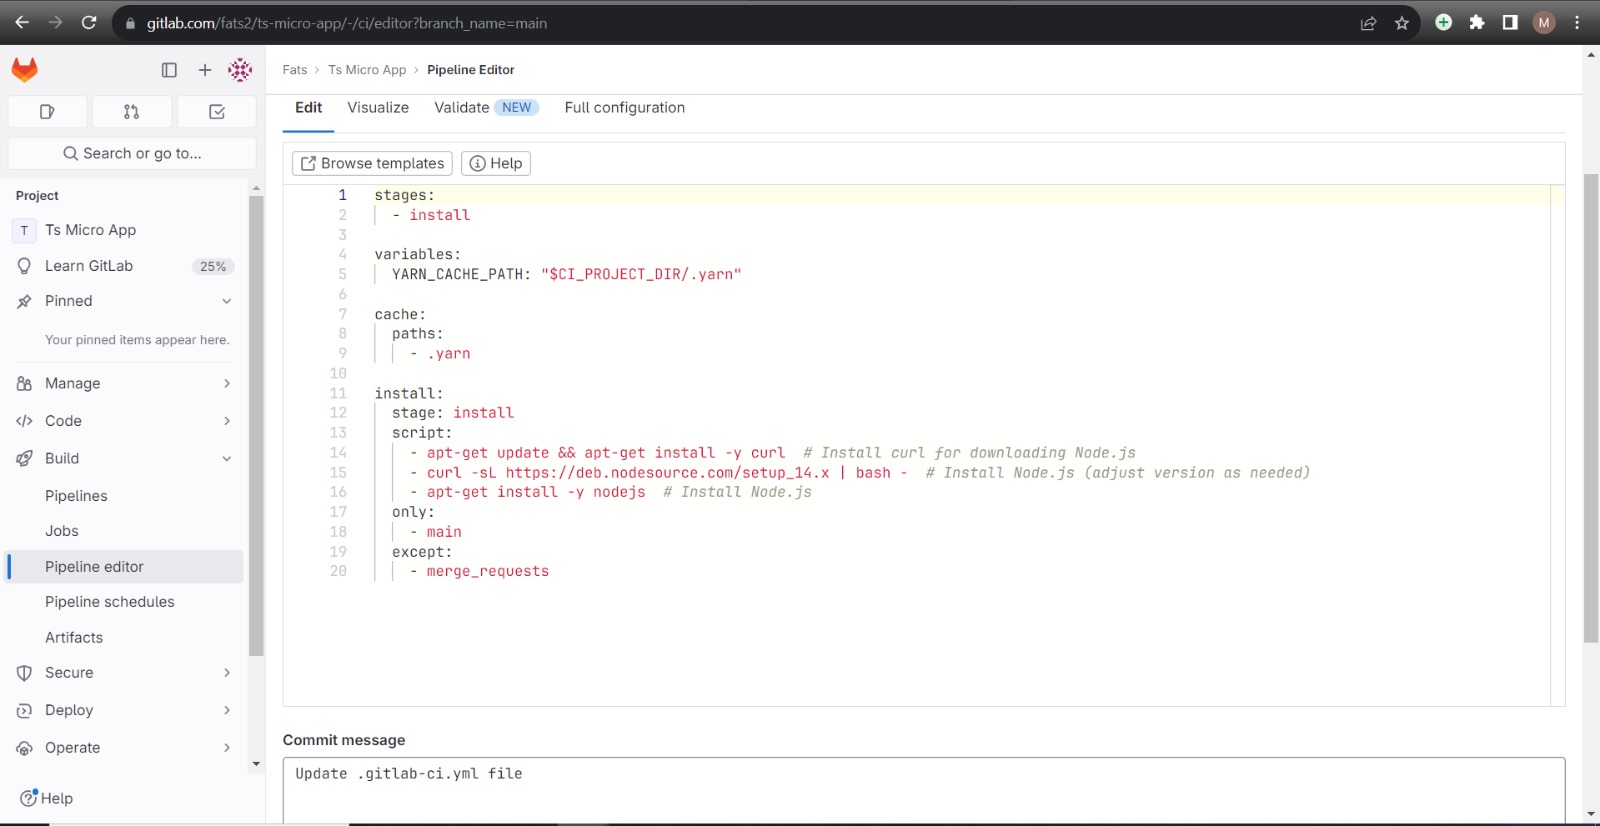 gitlab.com/fats2/ts-micro-app/-/ci/editor?branch_name=main
M
Fats › Ts Micro App › Pipeline Editor
Search or go to...
Project
T Ts Micro App
Learn GitLab 25%
Pinned
Your pinned items appear here.
Manage
Code
Build
Pipelines
Jobs
Pipeline editor
Pipeline schedules
Artifacts
Secure
Deploy
Operate
Help
Edit Visualize Validate NEW Full configuration
Browse templates Help
1 stages:
2 - install
3
4 variables:
5 YARN_CACHE_PATH: "$CI_PROJECT_DIR/.yarn"
6
7 cache:
8 paths:
9 - .yarn
10
11 install:
12 stage: install
13 script:
14 - apt-get update && apt-get install -y curl # Install curl for downloading Node.js
15 - curl -sL https://deb.nodesource.com/setup_14.x | bash - # Install Node.js (adjust version as needed)
16 - apt-get install -y nodejs # Install Node.js
17 only:
18 - main
19 except:
20 - merge_requests
Commit message
Update .gitlab-ci.yml file